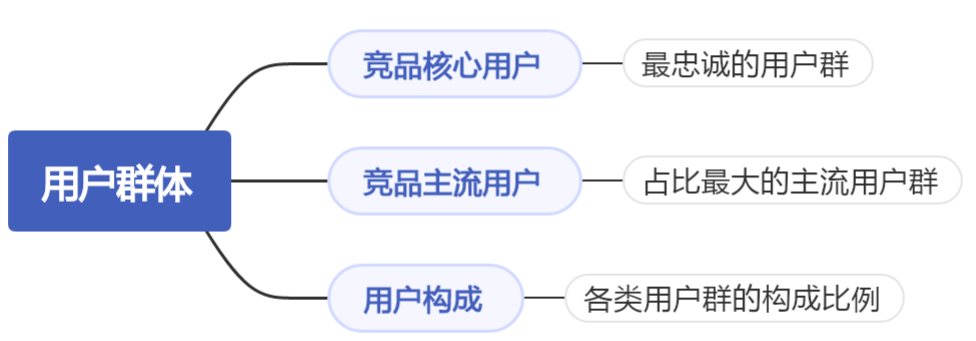 用户群体
竞品核心用户
最忠诚的用户群
竞品主流用户
占比最大的主流用户群
用户构成
各类用户群的构成比例